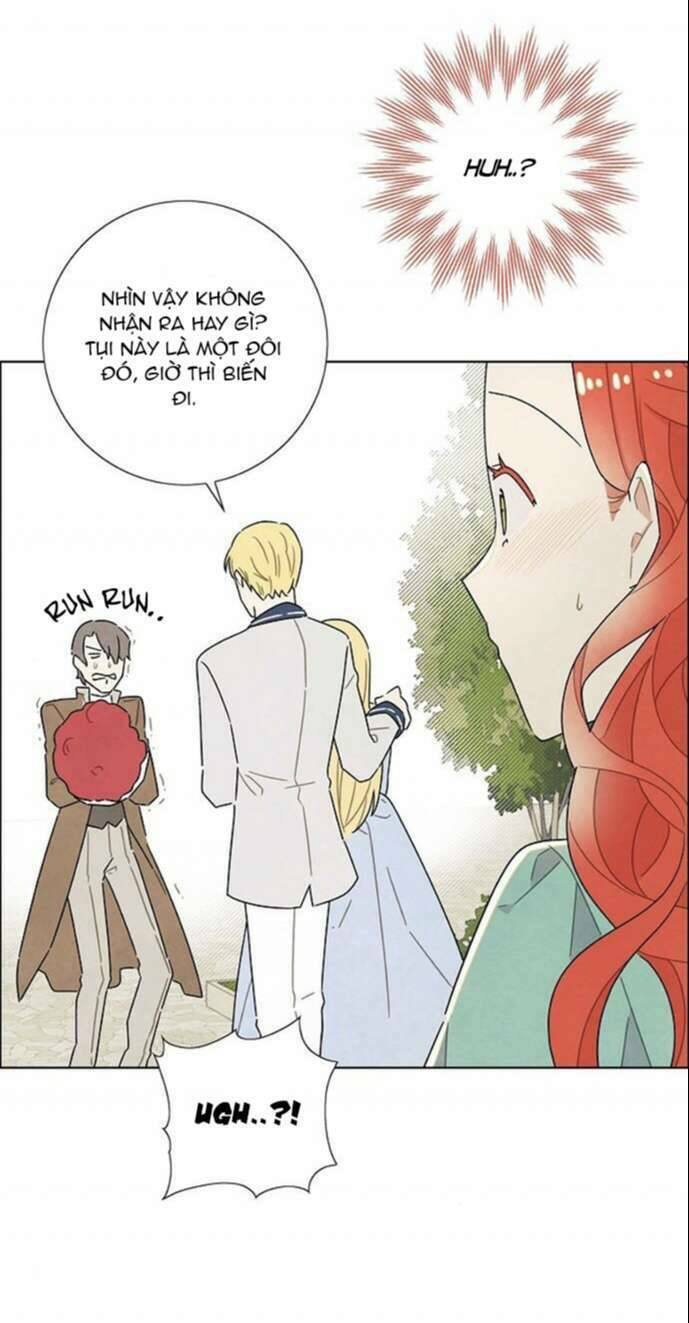 HUH..?
NHÌN VẬY KHÔNG
NHẬN RA HAY GÌ?
TỤI NÀY LÀ MỘT ĐÔI
ĐÓ, GIỜ THÌ BIẾN
ĐI.
RUN RUN..
UGH..?!